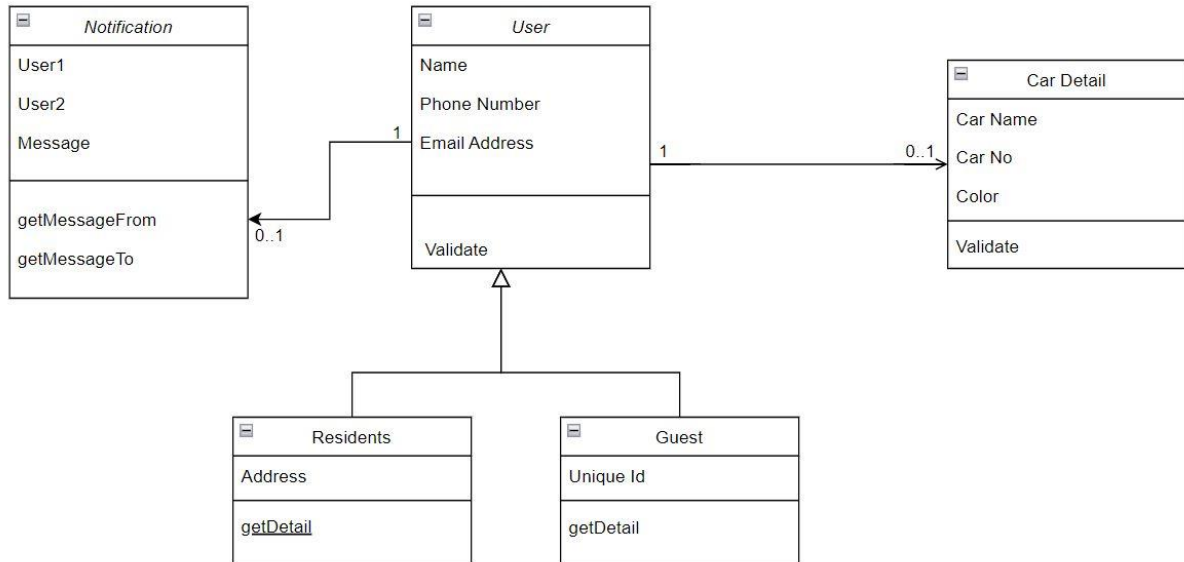 Notification
User1
User2
Message
getMessageFrom
getMessageTo
1
0..1
User
Name
Phone Number
Email Address
Validate
1
0..1
Car Detail
Car Name
Car No
Color
Validate
Residents
Address
getDetail
Guest
Unique Id
getDetail